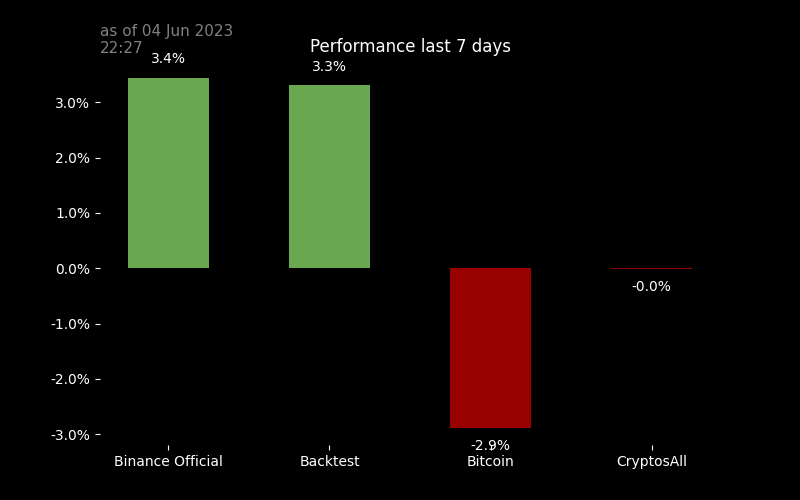 as of 04 Jun 2023
22:27
Performance last 7 days
3.4%
3.3%
3.0%
2.0%
1.0%
0.0%
-0.0%
-1.0%
-2.0%
-3.0%
-2.9%
Binance Official
Backtest
Bitcoin
CryptosAll